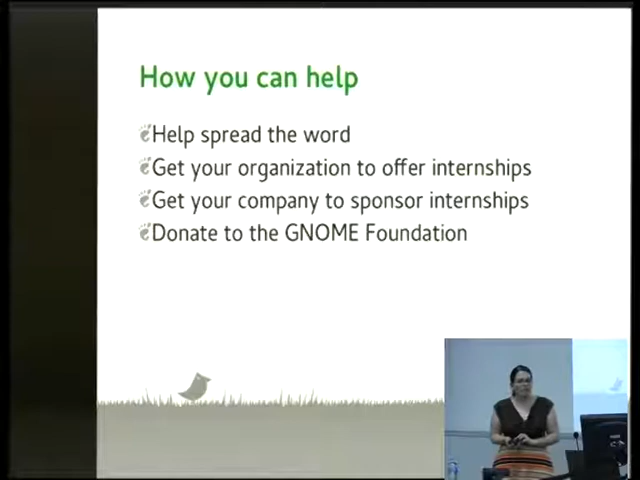 How you can help
Help spread the word
Get your organization to offer internships
Get your company to sponsor internships
Donate to the GNOME Foundation